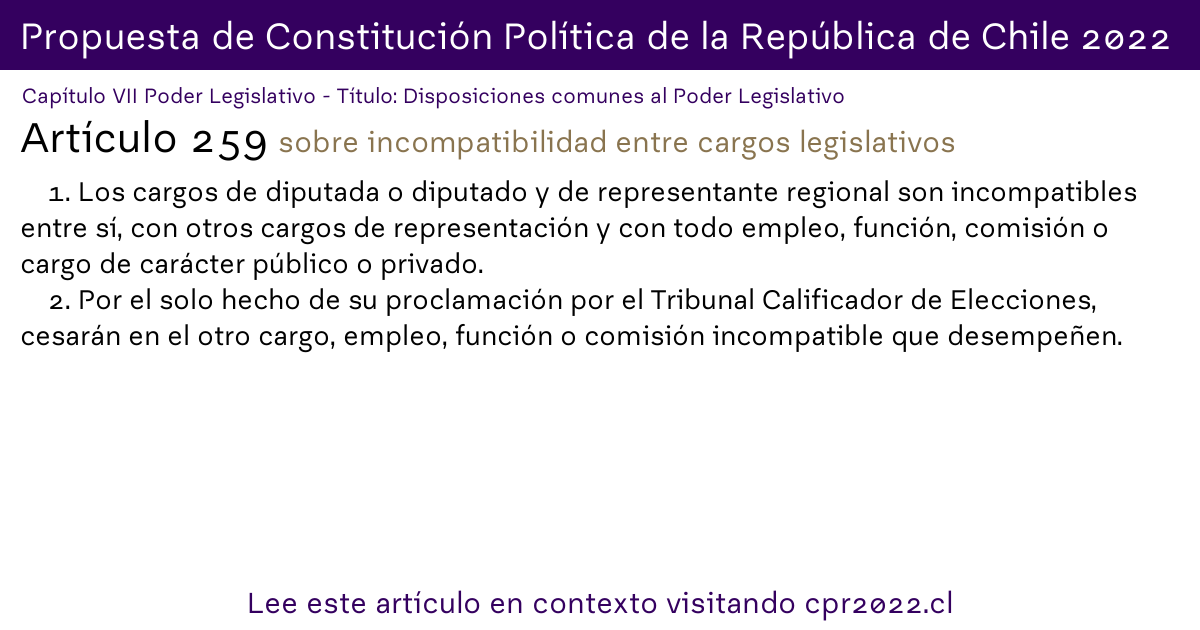 Propuesta de Constitución Política de la República de Chile 2022
Capítulo VII Poder Legislativo - Título: Disposiciones comunes al Poder Legislativo
Artículo 259 sobre incompatibilidad entre cargos legislativos
1. Los cargos de diputada o diputado y de representante regional son incompatibles
entre sí, con otros cargos de representación y con todo empleo, función, comisión o
cargo de carácter público o privado.
2. Por el solo hecho de su proclamación por el Tribunal Calificador de Elecciones,
cesarán en el otro cargo, empleo, función o comisión incompatible que desempeñen.
Lee este artículo en contexto visitando cpr2022.cl